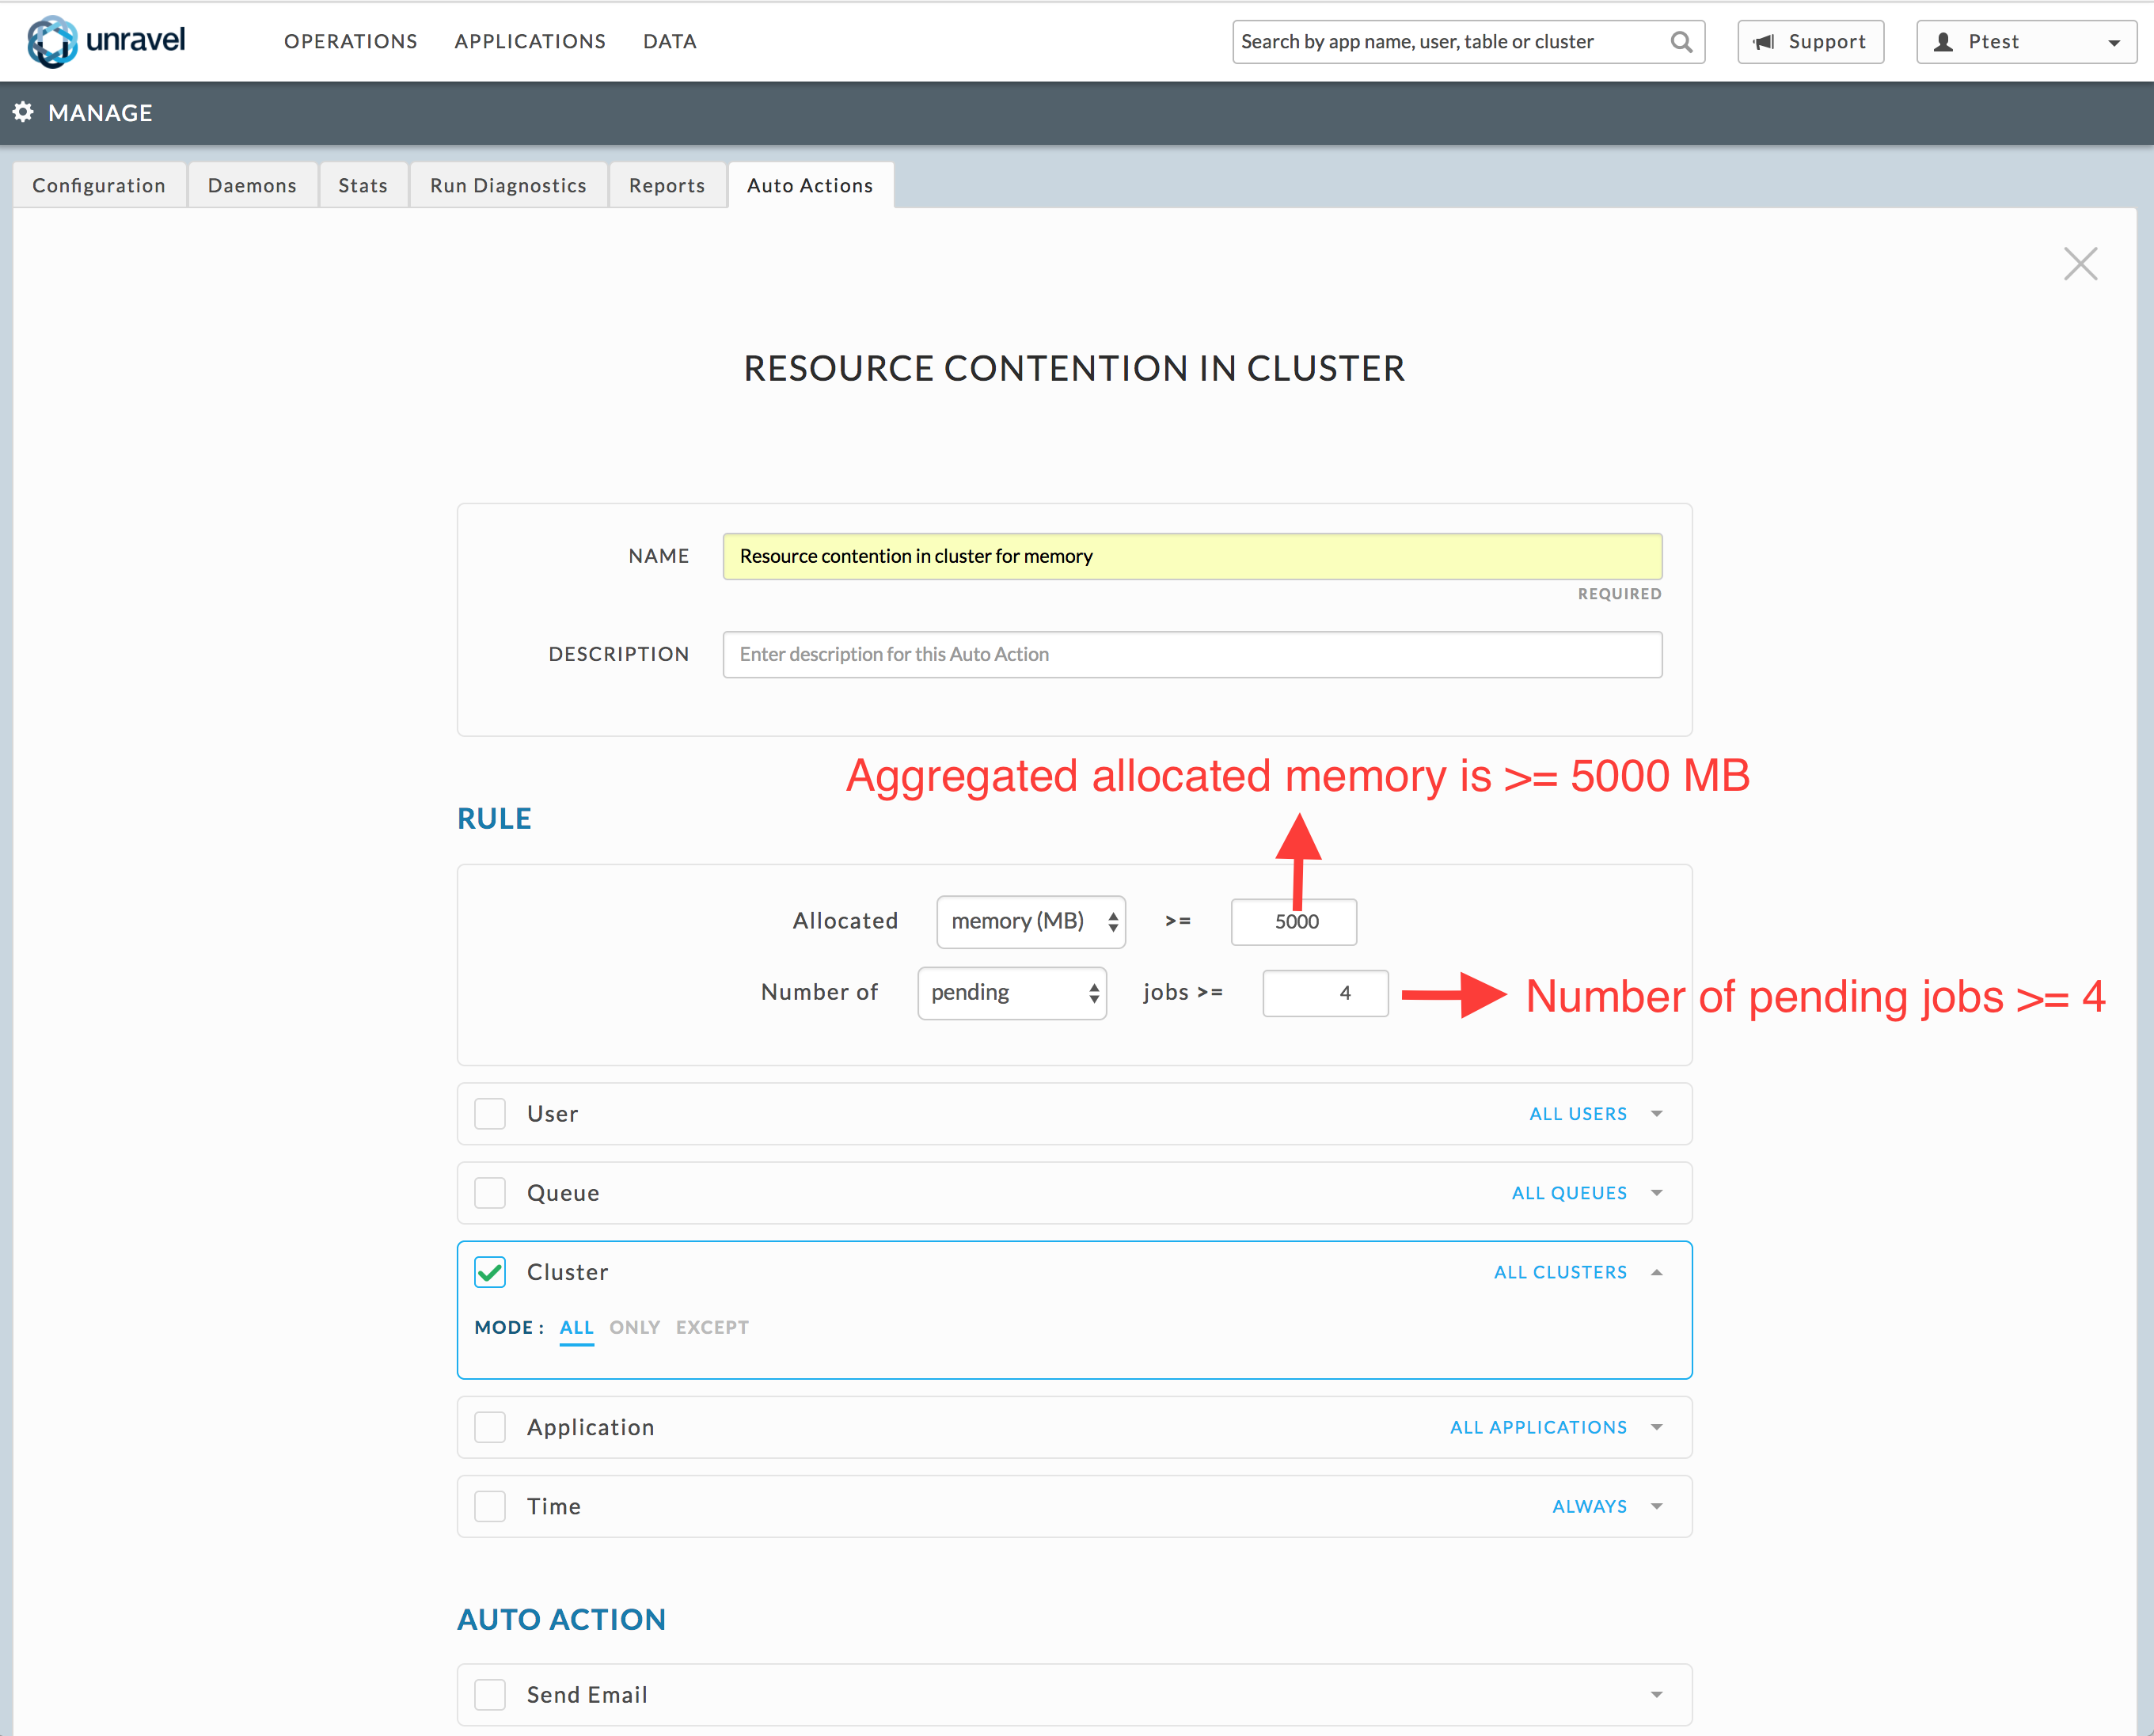 unravel OPERATIONS APPLICATIONS DATA Search by app name, user, table or cluster Support Ptest
MANAGE
Configuration Daemons Stats Run Diagnostics Reports Auto Actions
RESOURCE CONTENTION IN CLUSTER
NAME Resource contention in cluster for memory
REQUIRED
DESCRIPTION Enter description for this Auto Action
Aggregated allocated memory is >= 5000 MB
RULE
Allocated memory (MB) >= 5000
Number of pending jobs >= 4 Number of pending jobs >= 4
User ALL USERS
Queue ALL QUEUES
Cluster ALL CLUSTERS
MODE : ALL ONLY EXCEPT
Application ALL APPLICATIONS
Time ALWAYS
AUTO ACTION
Send Email